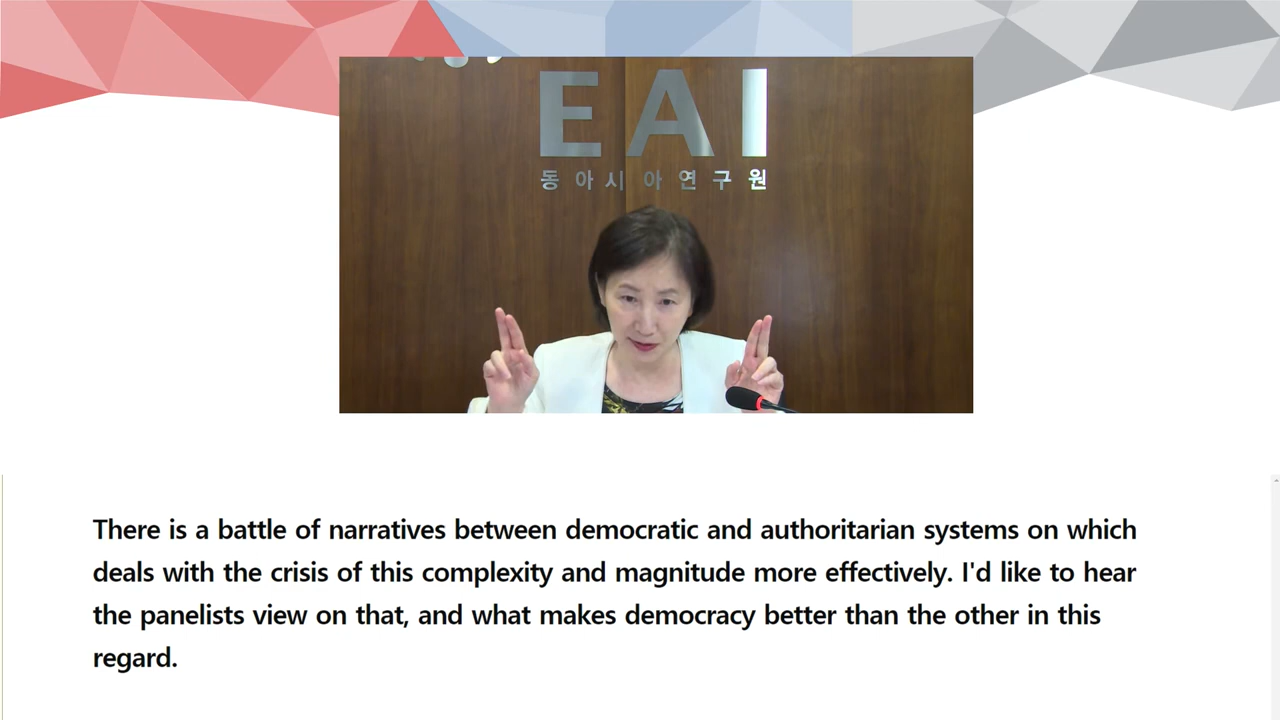 EAI
동아시아연구원
There is a battle of narratives between democratic and authoritarian systems on which
deals with the crisis of this complexity and magnitude more effectively. I'd like to hear
the panelists view on that, and what makes democracy better than the other in this
regard.